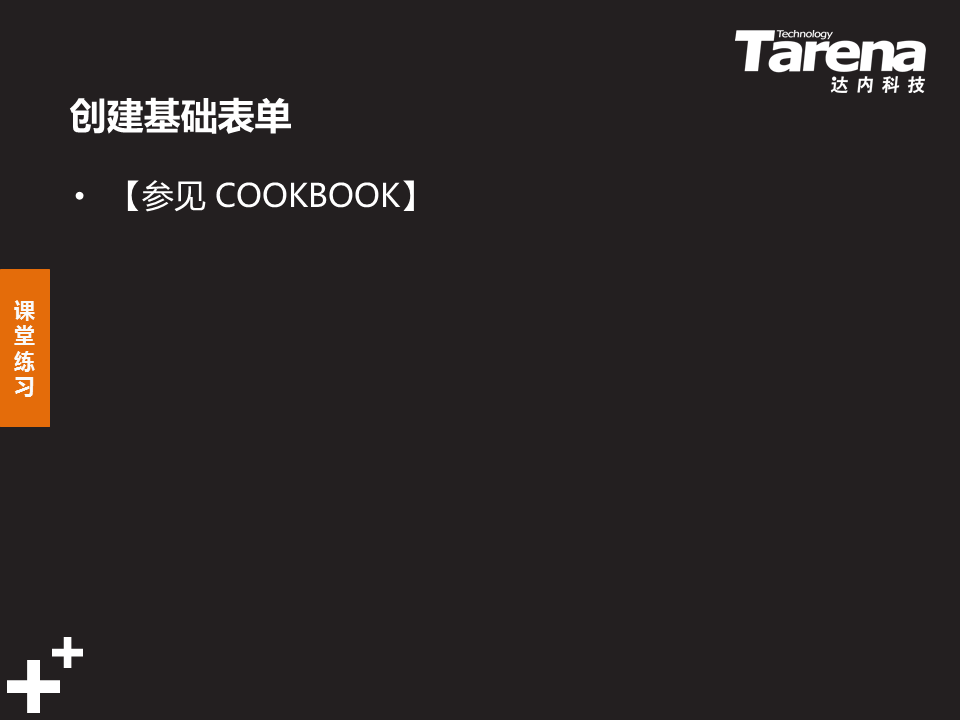 Technology
Tarena
达内科技
创建基础表单
• 【参见 COOKBOOK】
课
堂
练
习